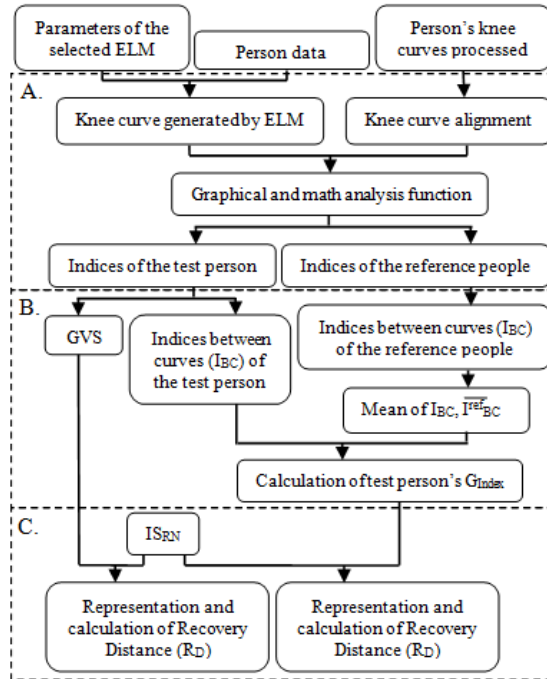 Parameters of
the selected ELM
Person data
Person's knee
curves processed
A.
Knee curve generated by ELM
Knee curve alignment
Graphical and math analysis function
Indices of the test person
Indices of the reference people
B.
GVS
Indices between
curves (IBC) of
the test person
Indices between curves (IBC)
of the reference people
Mean of IBC, I̅r̅e̅f̅BC
Calculation of test person's GIndex
C.
ISRN
Representation and
calculation of Recovery
Distance (RD)
Representation and
calculation of Recovery
Distance (RD)